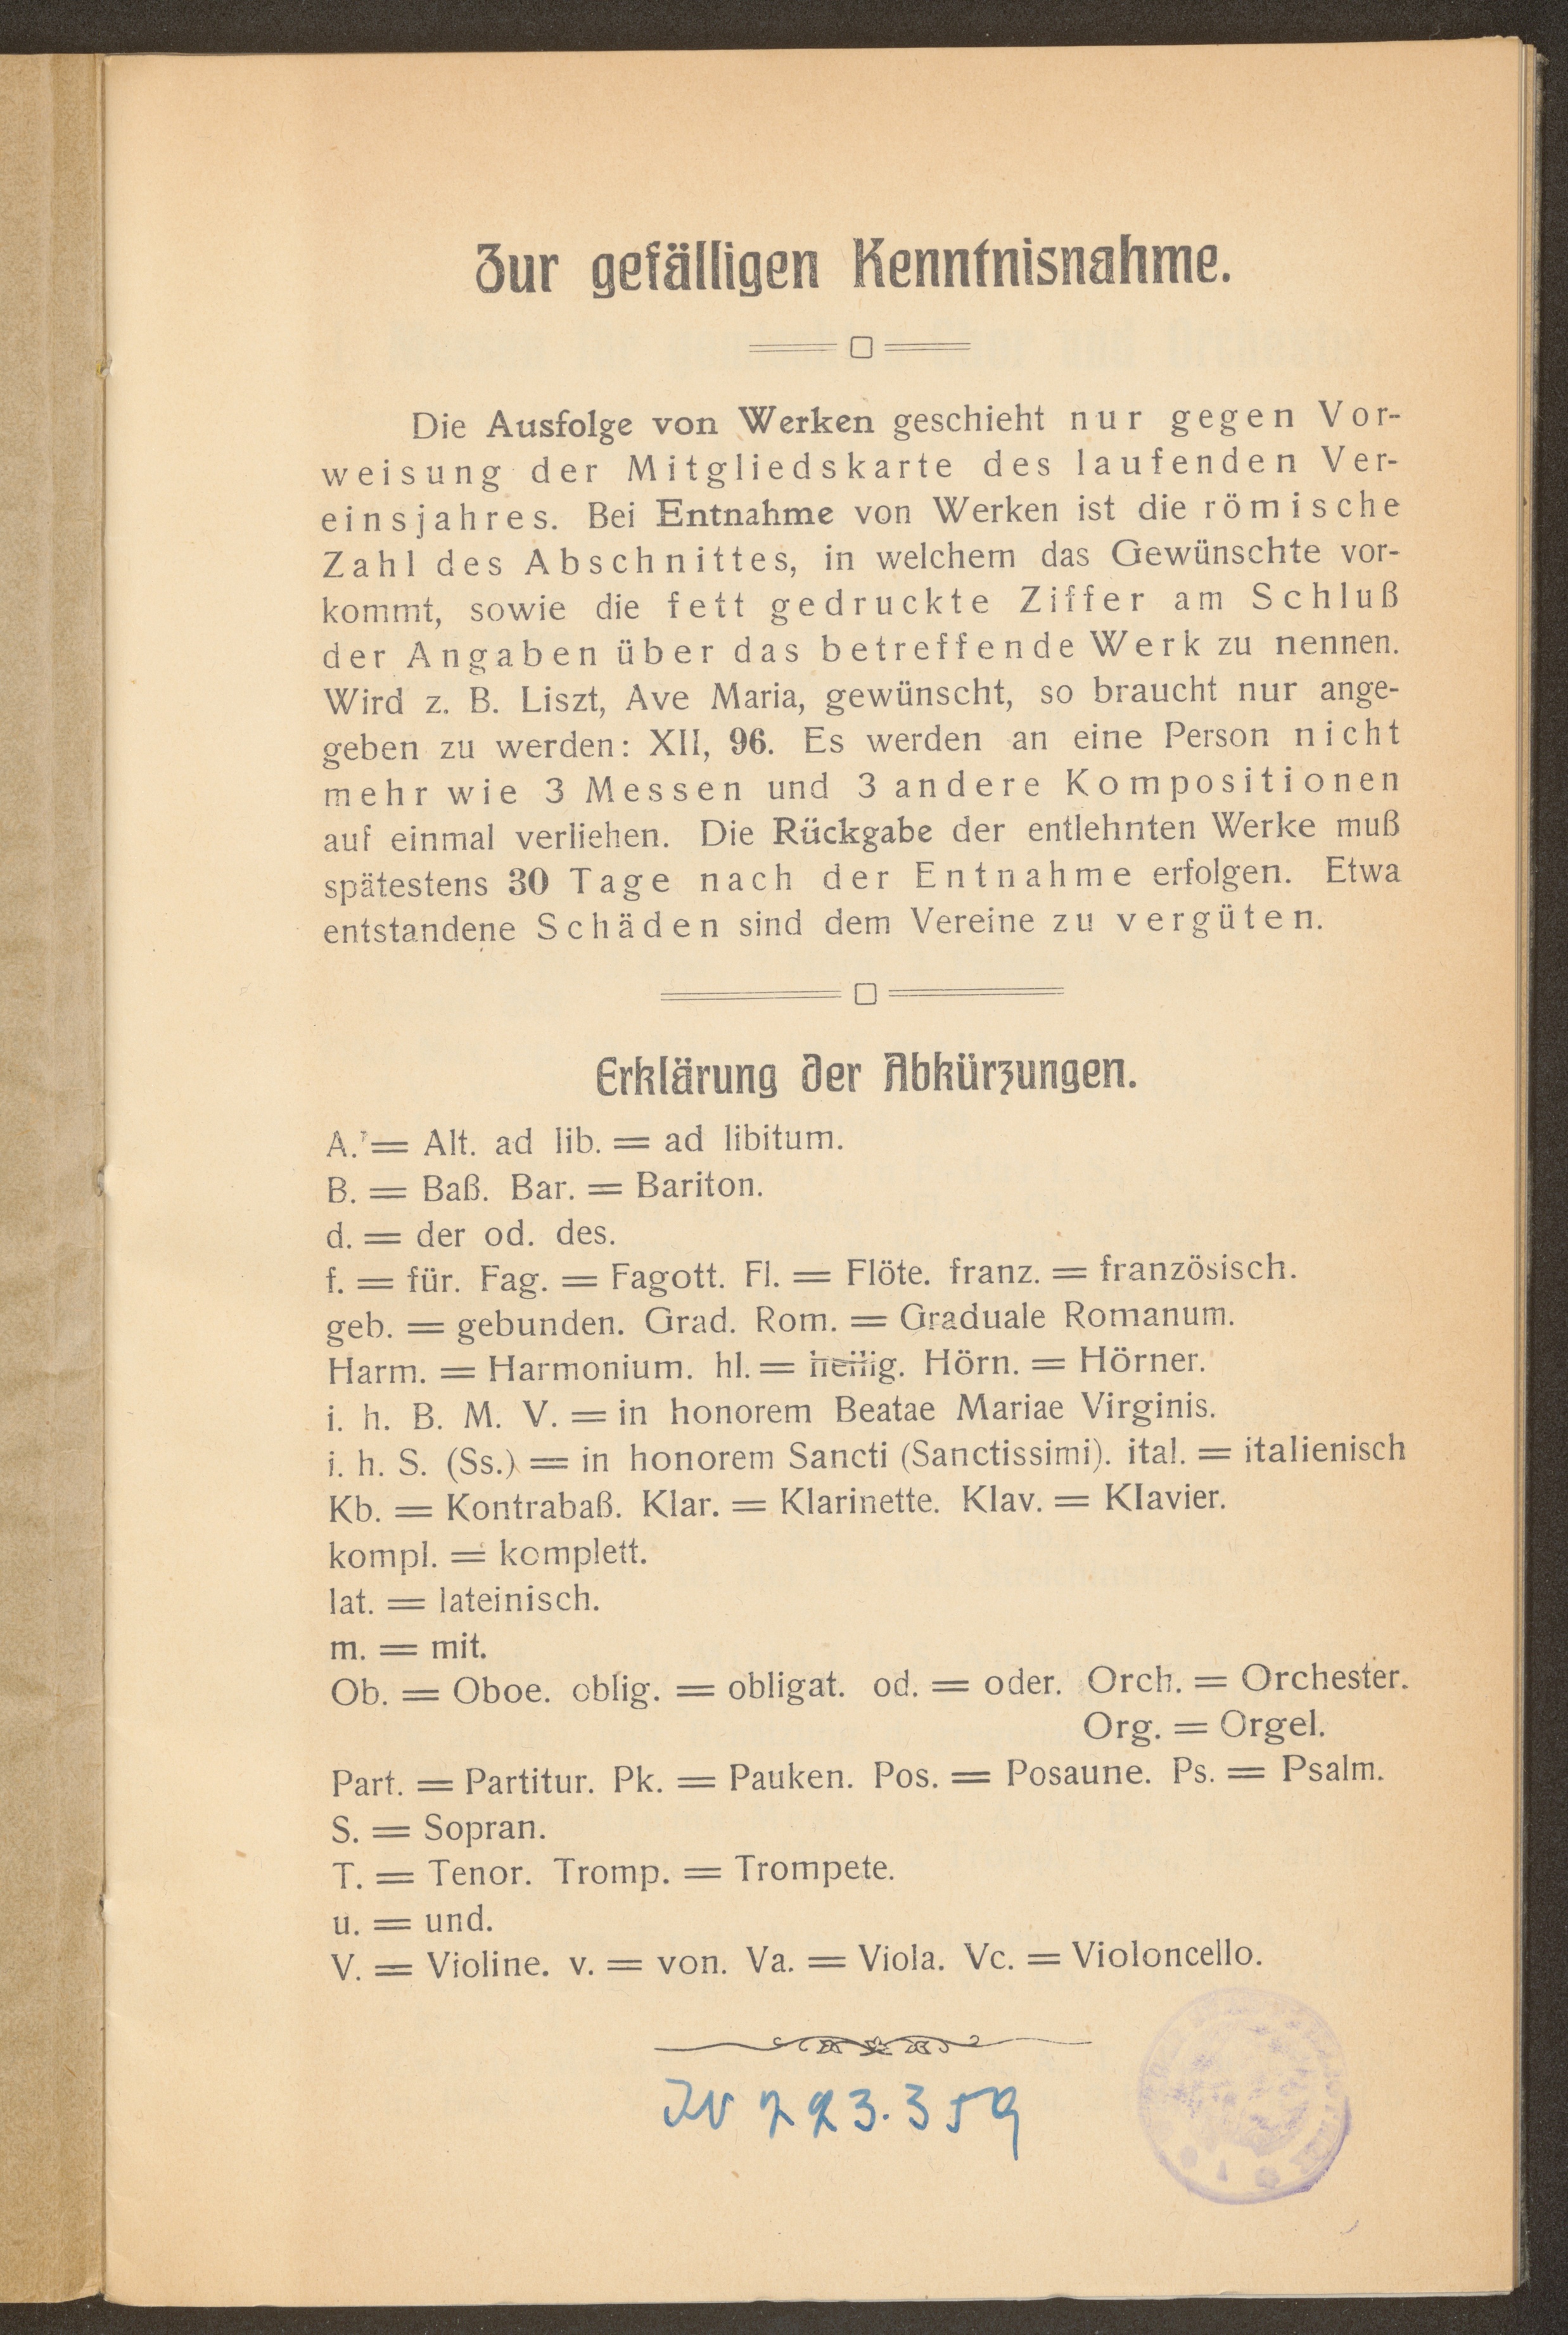 Zur gefälligen Kenntnisnahme.
Die Ausfolge von Werken geschieht nur gegen Vor-
weisung der Mitgliedskarte des laufenden Ver-
einsjahres. Bei Entnahme von Werken ist die römische
Zahl des Abschnittes, in welchem das Gewünschte vor-
kommt, sowie die fett gedruckte Ziffer am Schluß
der Angaben über das betreffende Werk zu nennen.
Wird z. B. Liszt, Ave Maria, gewünscht, so braucht nur ange-
geben zu werden: XII, 96. Es werden an eine Person nicht
mehr wie 3 Messen und 3 andere Kompositionen
auf einmal verliehen. Die Rückgabe der entlehnten Werke muß
spätestens 30 Tage nach der Entnahme erfolgen. Etwa
entstandene Schäden sind dem Vereine zu vergüten.
Erklärung der Abkürzungen.
A. = Alt. ad lib. = ad libitum.
B. = Baß. Bar. = Bariton.
d. = der od. des.
f. = für. Fag. = Fagott. Fl. = Flöte. franz. = französisch.
geb. = gebunden. Grad. Rom. = Graduale Romanum.
Harm. = Harmonium. hl. = heilig. Hörn. = Hörner.
i. h. B. M. V. = in honorem Beatae Mariae Virginis.
i. h. S. (Ss.) = in honorem Sancti (Sanctissimi). ital. = italienisch
Kb. = Kontrabaß. Klar. = Klarinette. Klav. = Klavier.
kompl. = komplett.
lat. = lateinisch.
m. = mit.
Ob. = Oboe. oblig. = obligat. od. = oder. Orch. = Orchester.
Org. = Orgel.
Part. = Partitur. Pk. = Pauken. Pos. = Posaune. Ps. = Psalm.
S. = Sopran.
T. = Tenor. Tromp. = Trompete.
u. = und.
V. = Violine. v. = von. Va. = Viola. Vc. = Violoncello.